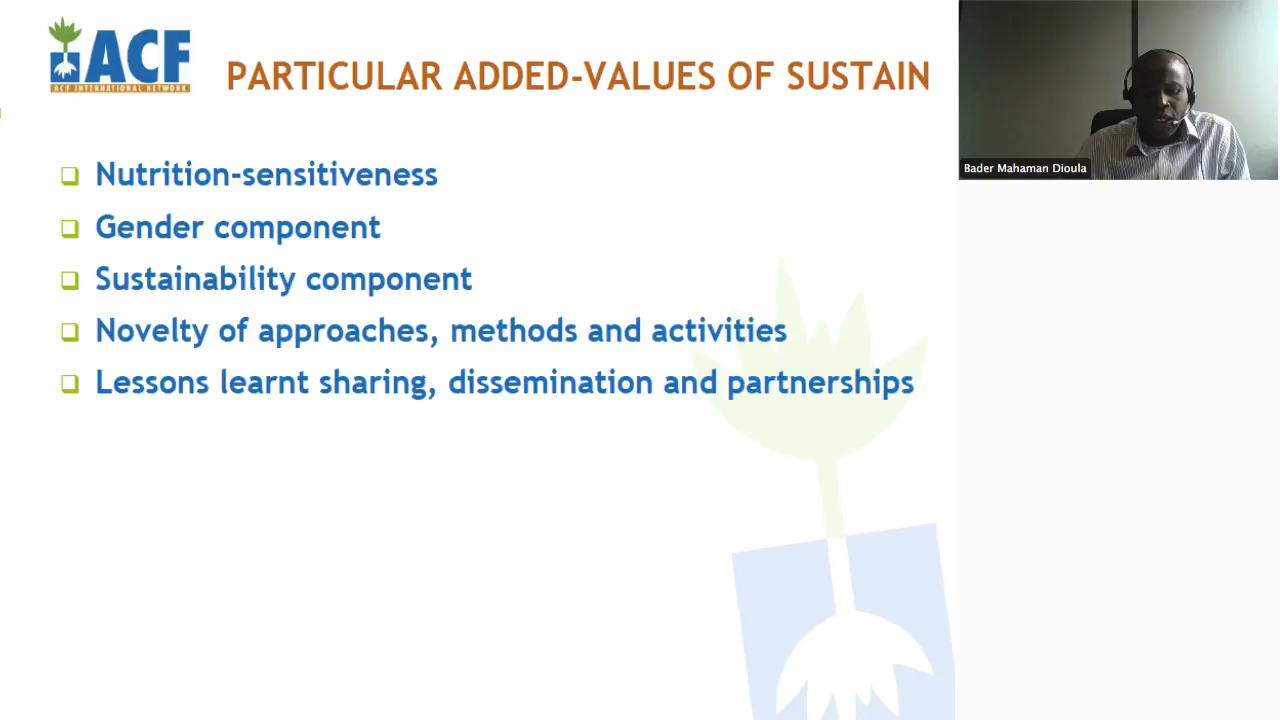 ACF
ACF INTERNATIONAL NETWORK
PARTICULAR ADDED-VALUES OF SUSTAIN
Bader Mahaman Dioula
Nutrition-sensitiveness
Gender component
Sustainability component
Novelty of approaches, methods and activities
Lessons learnt sharing, dissemination and partnerships